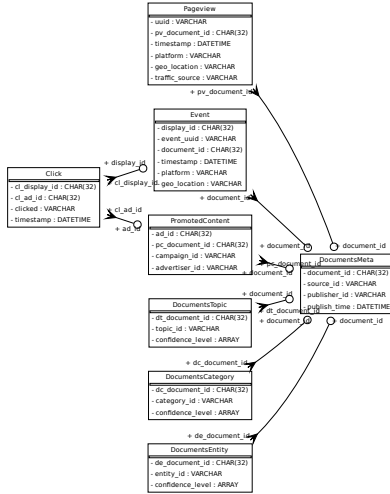 Pageview
- uuid : VARCHAR
- pv_document_id : CHAR(32)
- timestamp : DATETIME
- platform : VARCHAR
- geo_location : VARCHAR
- traffic_source : VARCHAR
+ pv_document_id
Event
- display_id : CHAR(32)
- event_uuid : VARCHAR
- document_id : CHAR(32)
- timestamp : DATETIME
- platform : VARCHAR
- geo_location : VARCHAR
+ document_id
+ display_id
+ cl_display_id
Click
- cl_display_id : CHAR(32)
- cl_ad_id : CHAR(32)
- clicked : VARCHAR
- timestamp : DATETIME
+ cl_ad_id
+ ad_id
PromotedContent
- ad_id : CHAR(32)
- pc_document_id : CHAR(32)
- campaign_id : VARCHAR
- advertiser_id : VARCHAR
+ document_id
+ document_id
+ pc_document_id
+ document_id
DocumentsMeta
- document_id : CHAR(32)
- source_id : VARCHAR
- publisher_id : VARCHAR
- publish_time : DATETIME
+ document_id
+ dt_document_id
+ document_id
+ document_id
DocumentsTopic
- dt_document_id : CHAR(32)
- topic_id : VARCHAR
- confidence_level : ARRAY
+ dc_document_id
DocumentsCategory
- dc_document_id : CHAR(32)
- category_id : VARCHAR
- confidence_level : ARRAY
+ de_document_id
DocumentsEntity
- de_document_id : CHAR(32)
- entity_id : VARCHAR
- confidence_level : ARRAY